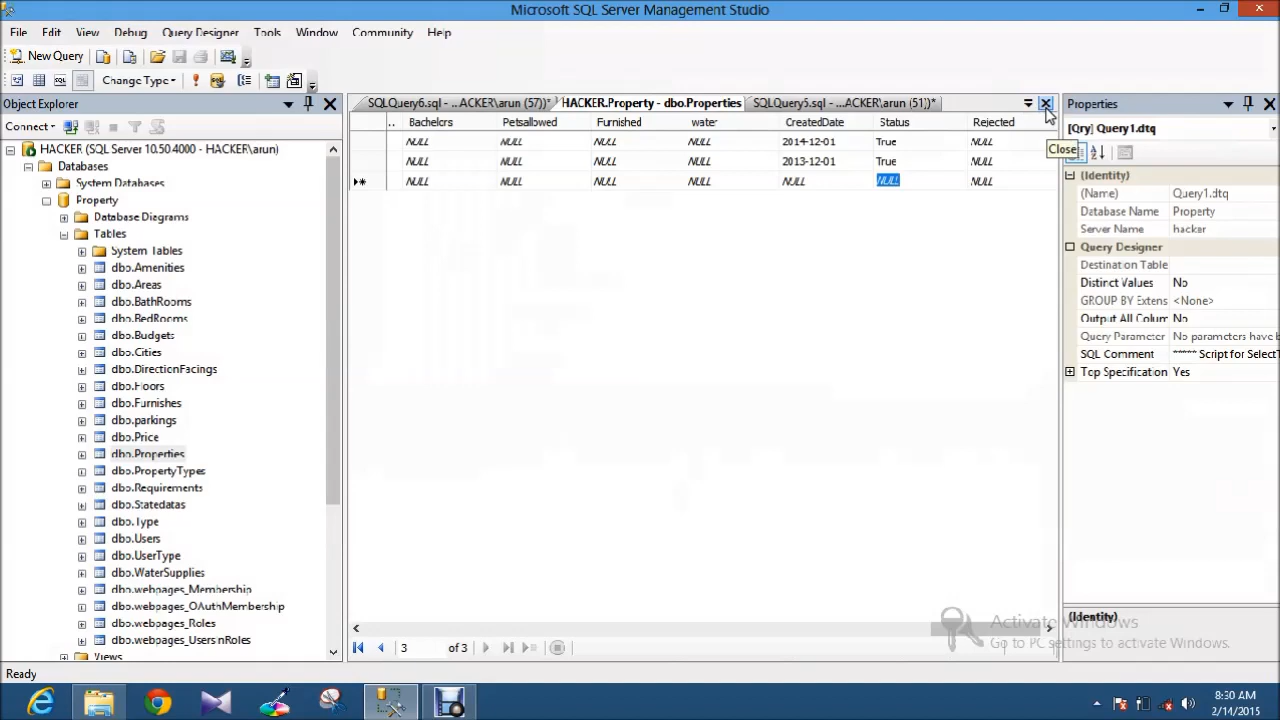 Microsoft SQL Server Management Studio
File Edit View Debug Query Designer Tools Window Community Help
New Query
Change Type
Object Explorer
SQLQuery6.sql - ...ACKER\arun (57))* HACKER.Property - dbo.Properties SQLQuery5.sql - ...ACKER\arun (51))*
Properties
Connect
Bachelors Petsallowed Furnished water CreatedDate Status Rejected
[Qry] Query1.dtq
HACKER (SQL Server 10.50.4000 - HACKER\arun)
NULL NULL NULL NULL 2014-12-01 True NULL
Close
Databases
NULL NULL NULL NULL 2013-12-01 True NULL
System Databases
NULL NULL NULL NULL NULL NULL NULL
(Identity)
Property
(Name) Query1.dtq
Database Diagrams
Database Name Property
Tables
Server Name hacker
System Tables
Query Designer
dbo.Amenities
Destination Table
dbo.Areas
Distinct Values No
dbo.BathRooms
GROUP BY Extens <None>
dbo.BedRooms
Output All Colum No
dbo.Budgets
Query Parameter No parameters have b
dbo.Cities
SQL Comment ***** Script for SelectT
dbo.DirectionFacings
Top Specification Yes
dbo.Floors
dbo.Furnishes
dbo.parkings
dbo.Price
dbo.Properties
dbo.PropertyTypes
dbo.Requirements
dbo.Statedatas
dbo.Type
dbo.Users
dbo.UserType
dbo.WaterSupplies
dbo.webpages_Membership
dbo.webpages_OAuthMembership
dbo.webpages_Roles
dbo.webpages_UsersInRoles
Views
(Identity)
Activate Windows
Go to PC settings to activate Windows.
3 of 3
Ready
8:30 AM
2/14/2015